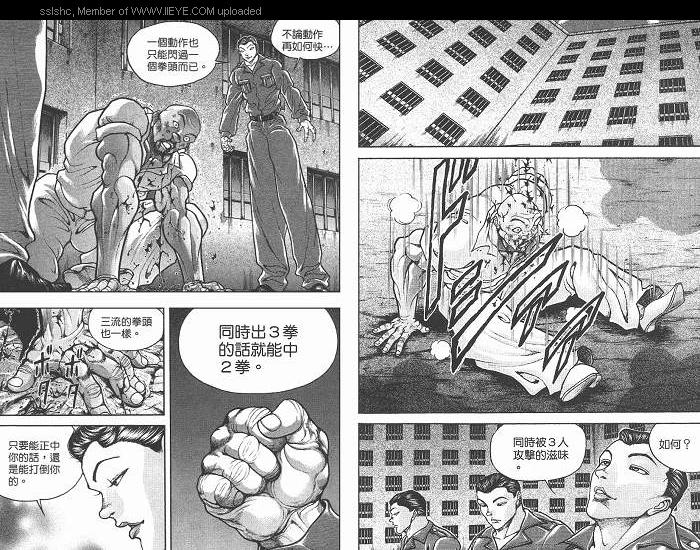 sslshc, Member of VWWW.IIEYE.COM uploaded
如何？
同時被３人
攻擊的滋味
。
不論動作
再如何快…
一個動作也
只能閃過一
個拳頭而已。
同時出３拳
的話就能中
２拳。
三流的拳頭
也一樣。
只要能正中
你的話，還
是能打倒你
的。